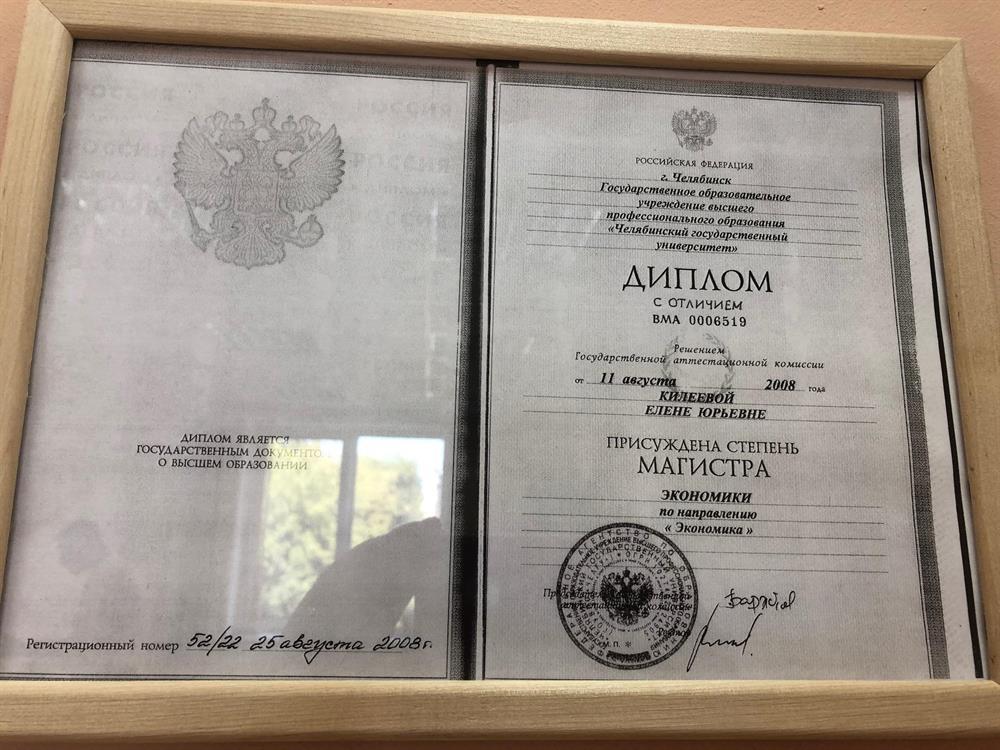 ДИПЛОМ ЯВЛЯЕТСЯ
ГОСУДАРСТВЕННЫМ ДОКУМЕНТО
О ВЫСШЕМ ОБРАЗОВАНИИ
Регистрационный номер 52/22 25 августа 2008 г.
РОССИЙСКАЯ ФЕДЕРАЦИЯ
г. Челябинск
Государственное образовательное
учреждение высшего
профессионального образования
«Челябинский государственный
университет»
ДИПЛОМ
С ОТЛИЧИЕМ
ВМА 0006519
Решением
Государственной аттестационной комиссии
от 11 августа 2008 года
КИЛЕЕВОЙ
ЕЛЕНЕ ЮРЬЕВНЕ
ПРИСУЖДЕНА СТЕПЕНЬ
МАГИСТРА
ЭКОНОМИКИ
по направлению
« Экономика »
М.П.